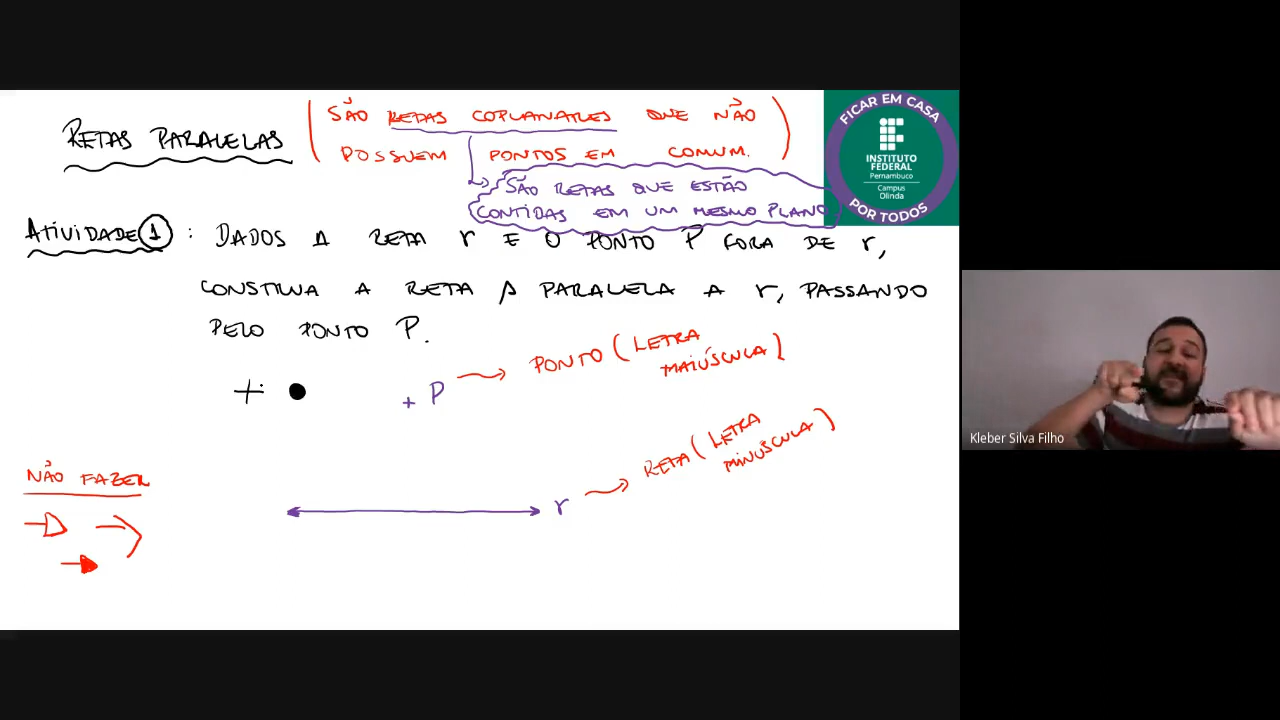 RETAS PARALELAS
(SÃO RETAS COPLANARES QUE NÃO
POSSUEM PONTOS EM COMUM.)
SÃO RETAS QUE ESTÃO
CONTIDAS EM UM MESMO PLANO
FICAR EM CASA
INSTITUTO
FEDERAL
Pernambuco
Campus
Olinda
POR TODOS
ATIVIDADE 1: DADOS A RETA r E O PONTO P FORA DE r,
CONSTRUA A RETA s PARALELA A r, PASSANDO
PELO PONTO P.
+ P
PONTO (LETRA
MAIÚSCULA)
RETA (LETRA
MINÚSCULA)
r
NÃO FAZER
Kleber Silva Filho